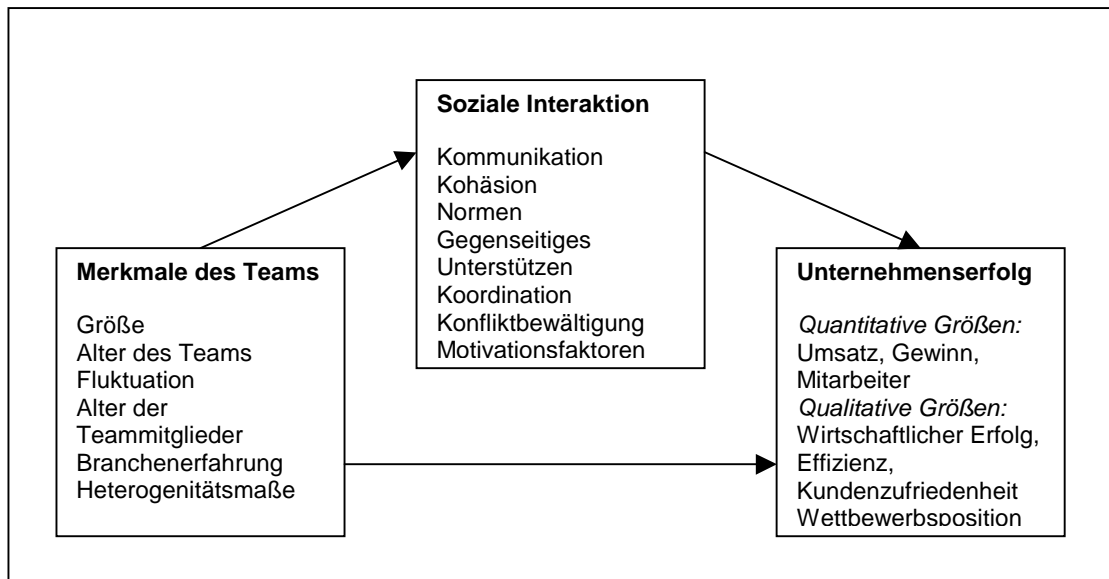 Soziale Interaktion
Kommunikation
Kohäsion
Normen
Gegenseitiges
Unterstützen
Koordination
Konfliktbewältigung
Motivationsfaktoren
Merkmale des Teams
Größe
Alter des Teams
Fluktuation
Alter der
Teammitglieder
Branchenerfahrung
Heterogenitätsmaße
Unternehmenserfolg
Quantitative Größen:
Umsatz, Gewinn,
Mitarbeiter
Qualitative Größen:
Wirtschaftlicher Erfolg,
Effizienz,
Kundenzufriedenheit
Wettbewerbsposition